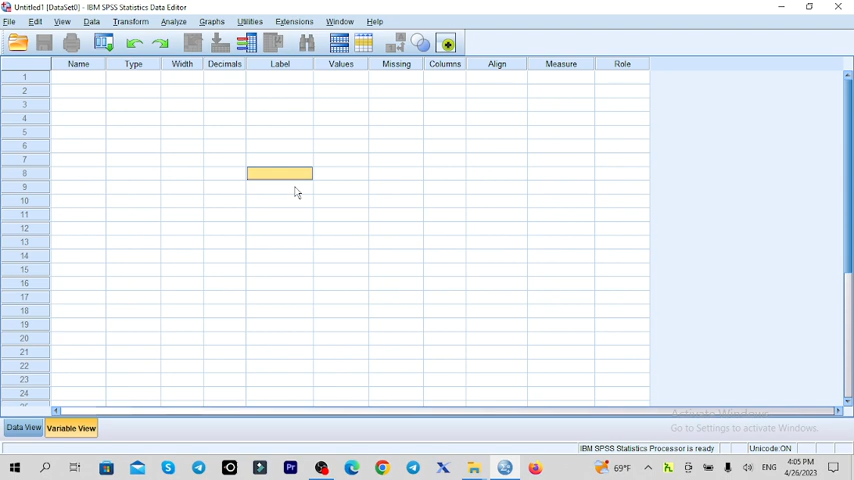 Untitled1 [DataSet0] - IBM SPSS Statistics Data Editor
File Edit View Data Transform Analyze Graphs Utilities Extensions Window Help
Name Type Width Decimals Label Values Missing Columns Align Measure Role
1
2
3
4
5
6
7
8
9
10
11
12
13
14
15
16
17
18
19
20
21
22
23
24
Activate Windows
Data View Variable View
Go to Settings to activate Windows.
IBM SPSS Statistics Processor is ready Unicode:ON
Pr
69°F ENG 4:05 PM
4/26/2023